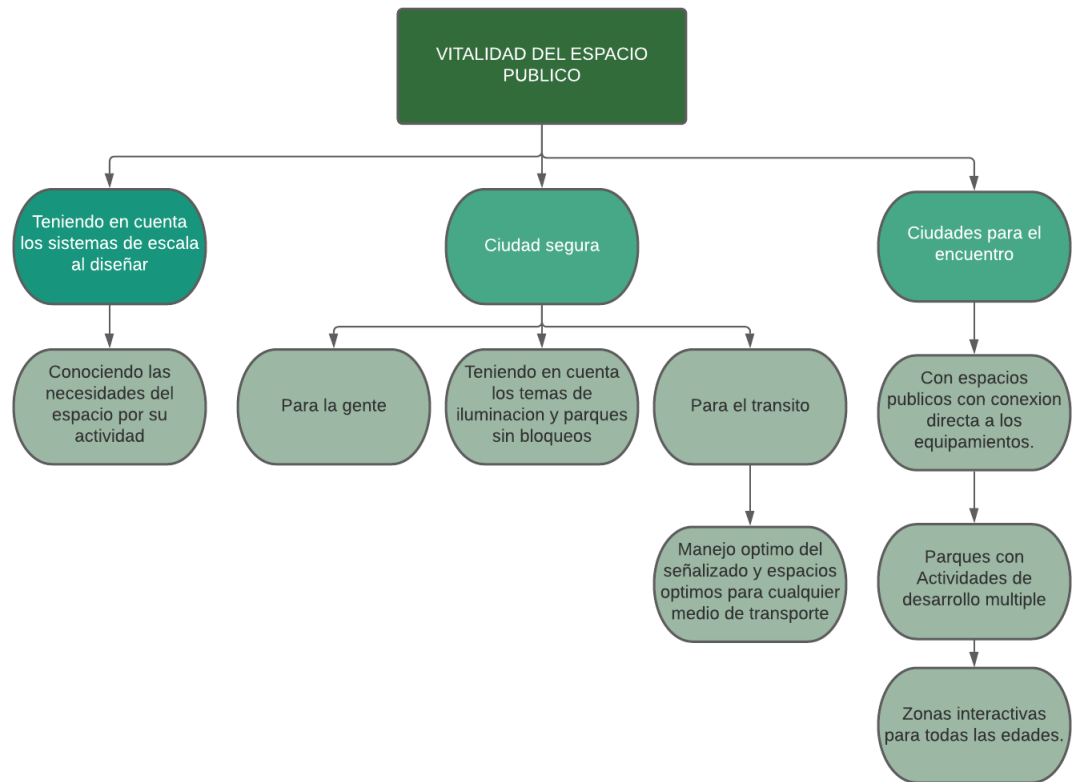 VITALIDAD DEL ESPACIO
PUBLICO
Teniendo en cuenta
los sistemas de escala
al diseñar
Ciudad segura
Ciudades para el
encuentro
Conociendo las
necesidades del
espacio por su
actividad
Para la gente
Teniendo en cuenta
los temas de
iluminacion y parques
sin bloqueos
Para el transito
Con espacios
publicos con conexion
directa a los
equipamientos.
Manejo optimo del
señalizado y espacios
optimos para cualquier
medio de transporte
Parques con
Actividades de
desarrollo multiple
Zonas interactivas
para todas las edades.